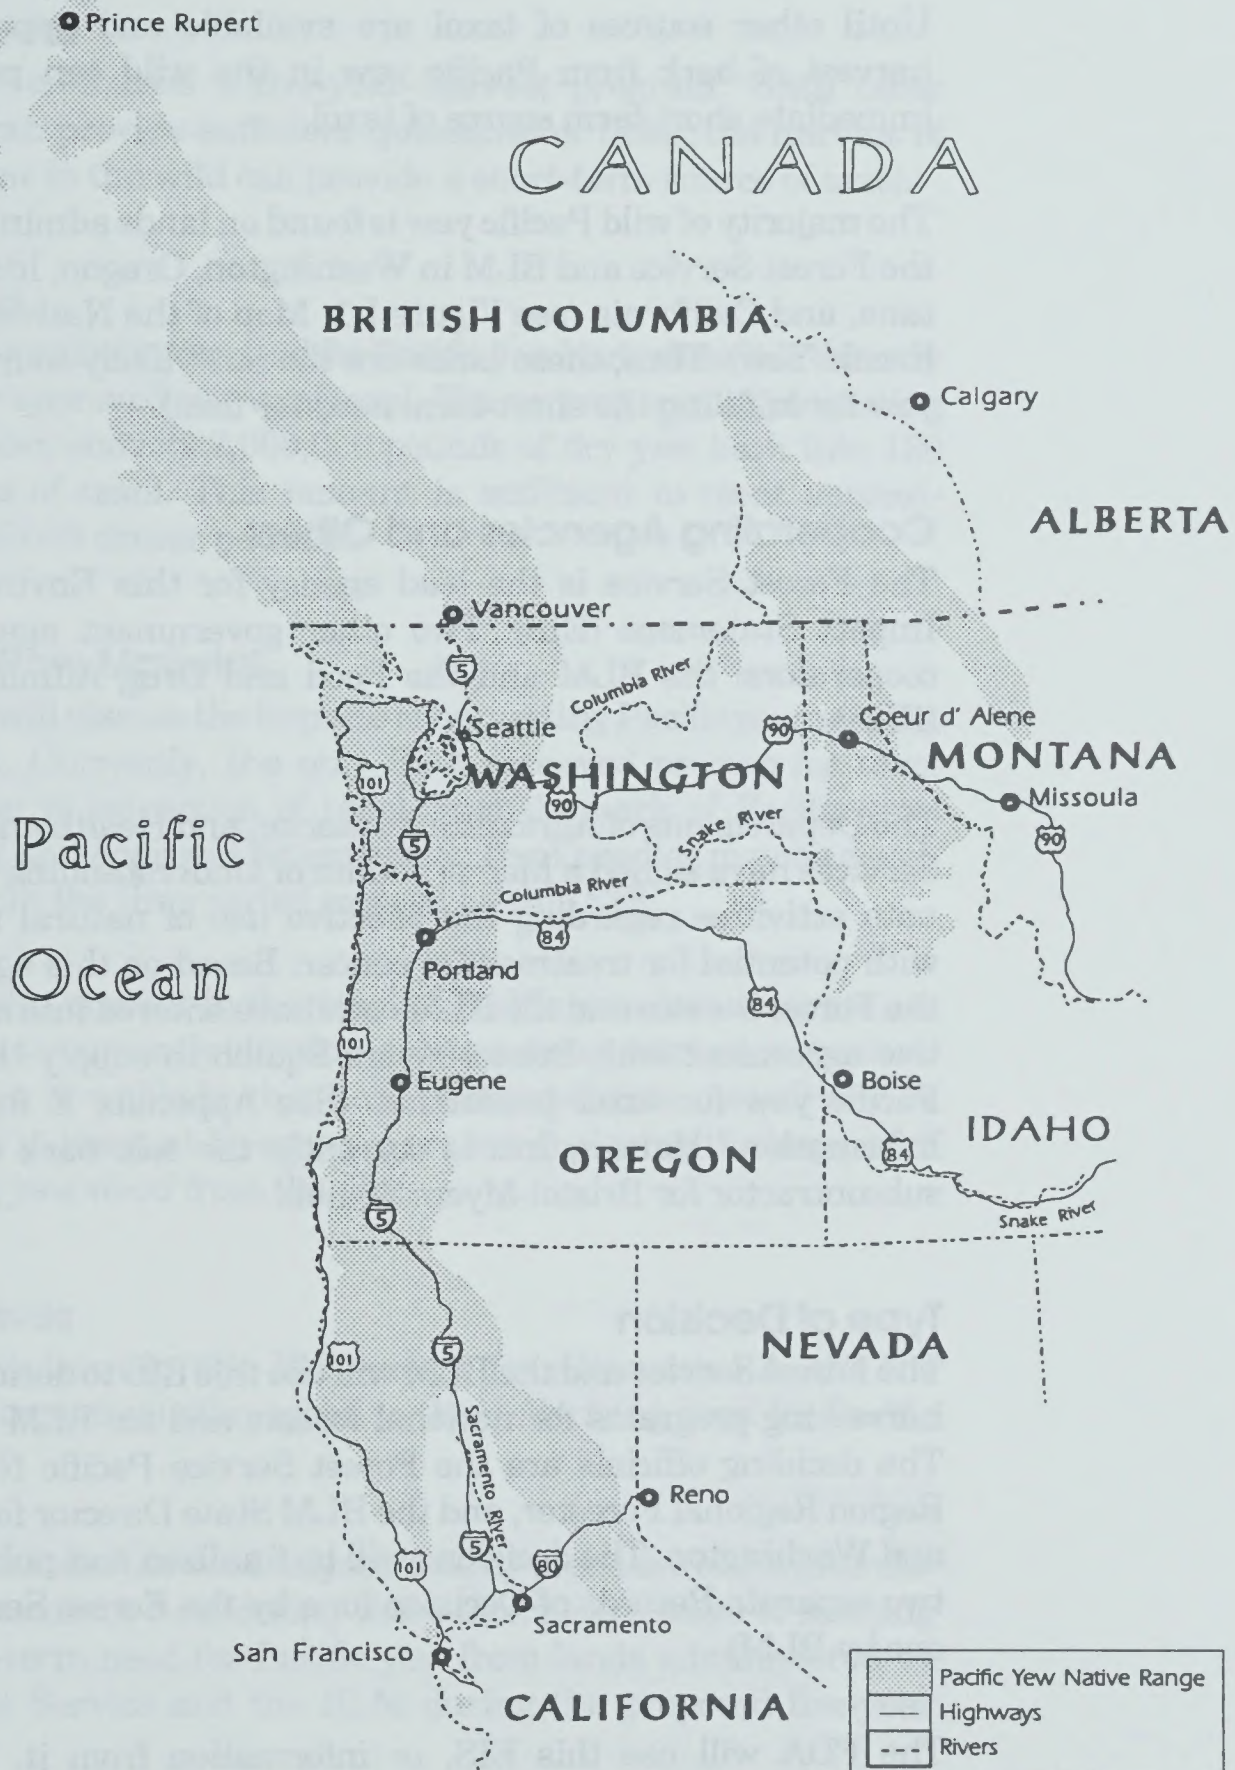 Prince Rupert
CANADA
BRITISH COLUMBIA
Calgary
ALBERTA
Vancouver
5
Columbia River
Seattle
90
Coeur d' Alene
WASHINGTON
MONTANA
101
90
Missoula
Pacific
5
Snake River
90
Columbia River
84
Ocean
Portland
84
101
Eugene
Boise
IDAHO
84
OREGON
Snake River
5
NEVADA
101
5
Sacramento River
Reno
5
80
101
Sacramento
San Francisco
CALIFORNIA
Pacific Yew Native Range
Highways
Rivers